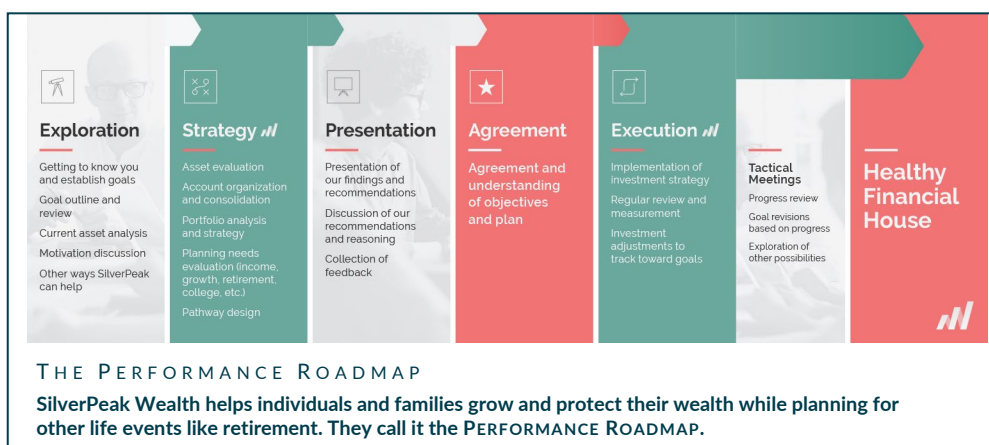 Exploration
Getting to know you
and establish goals
Goal outline and
review
Current asset analysis
Motivation discussion
Other ways SilverPeak
can help
Strategy
Asset evaluation
Account organization
and consolidation
Portfolio analysis
and strategy
Planning needs
evaluation (income,
growth, retirement,
college, etc.)
Pathway design
Presentation
Presentation of
our findings and
recommendations
Discussion of our
recommendations
and reasoning
Collection of
feedback
Agreement
Agreement and
understanding
of objectives
and plan
Execution
Implementation of
investment strategy
Regular review and
measurement
Investment
adjustments to
track toward goals
Tactical
Meetings
Progress review
Goal revisions
based on progress
Exploration of
other possibilities
Healthy
Financial
House
THE PERFORMANCE ROADMAP
SilverPeak Wealth helps individuals and families grow and protect their wealth while planning for
other life events like retirement. They call it the PERFORMANCE ROADMAP.